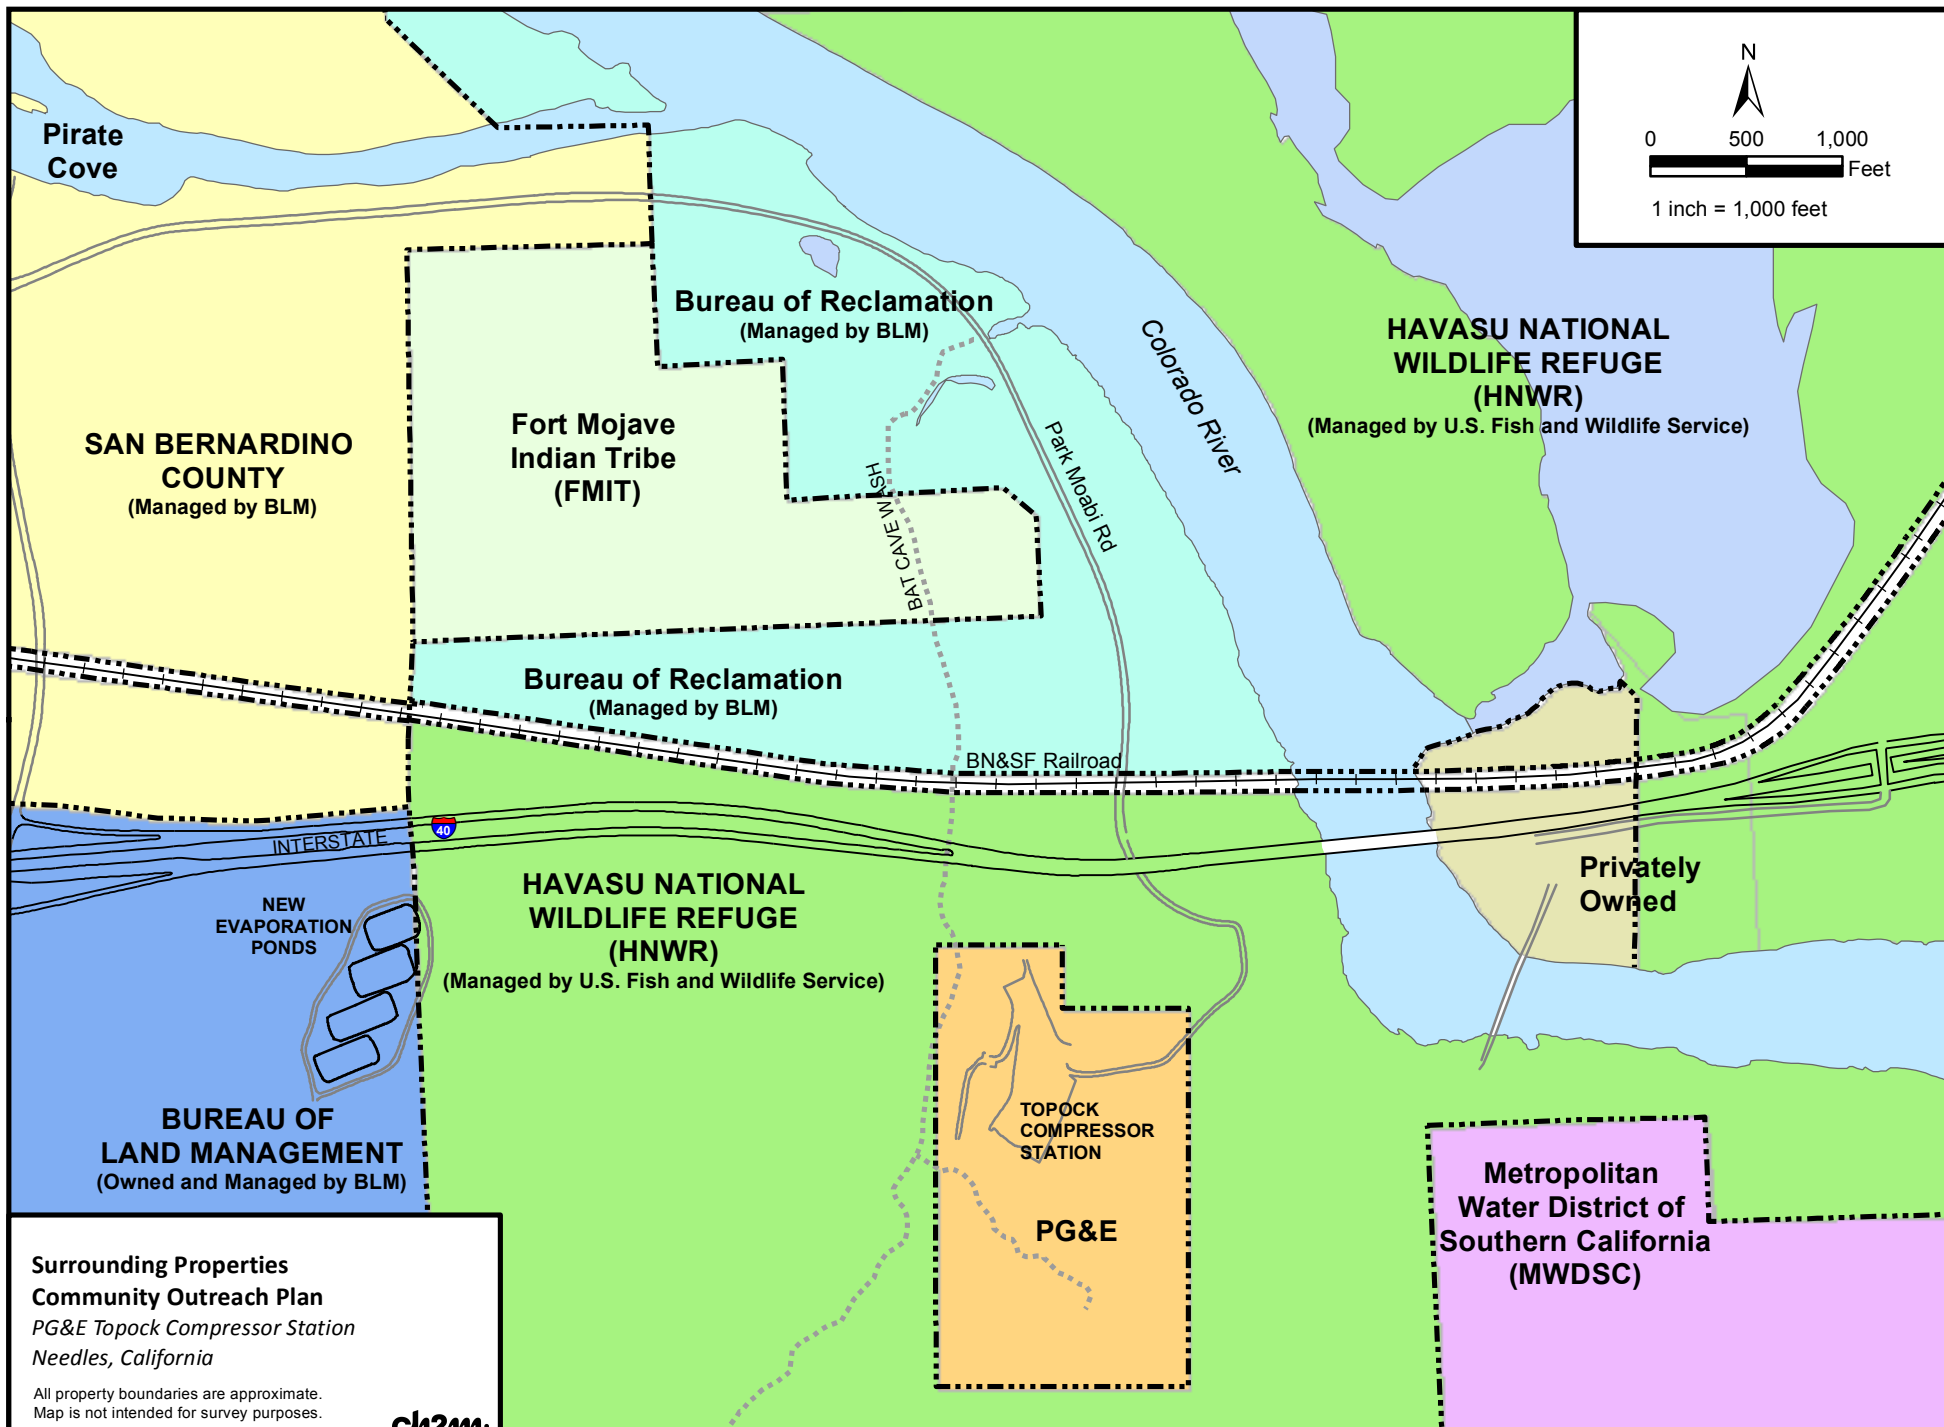 N
0 500 1,000
Feet
1 inch = 1,000 feet
Pirate
Cove
Bureau of Reclamation
(Managed by BLM)
Colorado River
HAVASU NATIONAL
WILDLIFE REFUGE
(HNWR)
(Managed by U.S. Fish and Wildlife Service)
SAN BERNARDINO
COUNTY
(Managed by BLM)
Fort Mojave
Indian Tribe
(FMIT)
BAT CAVE WASH
Park Moabi Rd
Bureau of Reclamation
(Managed by BLM)
BN&SF Railroad
INTERSTATE
40
NEW
EVAPORATION
PONDS
HAVASU NATIONAL
WILDLIFE REFUGE
(HNWR)
(Managed by U.S. Fish and Wildlife Service)
Privately
Owned
BUREAU OF
LAND MANAGEMENT
(Owned and Managed by BLM)
TOPOCK
COMPRESSOR
STATION
PG&E
Metropolitan
Water District of
Southern California
(MWDSC)
Surrounding Properties
Community Outreach Plan
PG&E Topock Compressor Station
Needles, California
All property boundaries are approximate.
Map is not intended for survey purposes.
ch2m